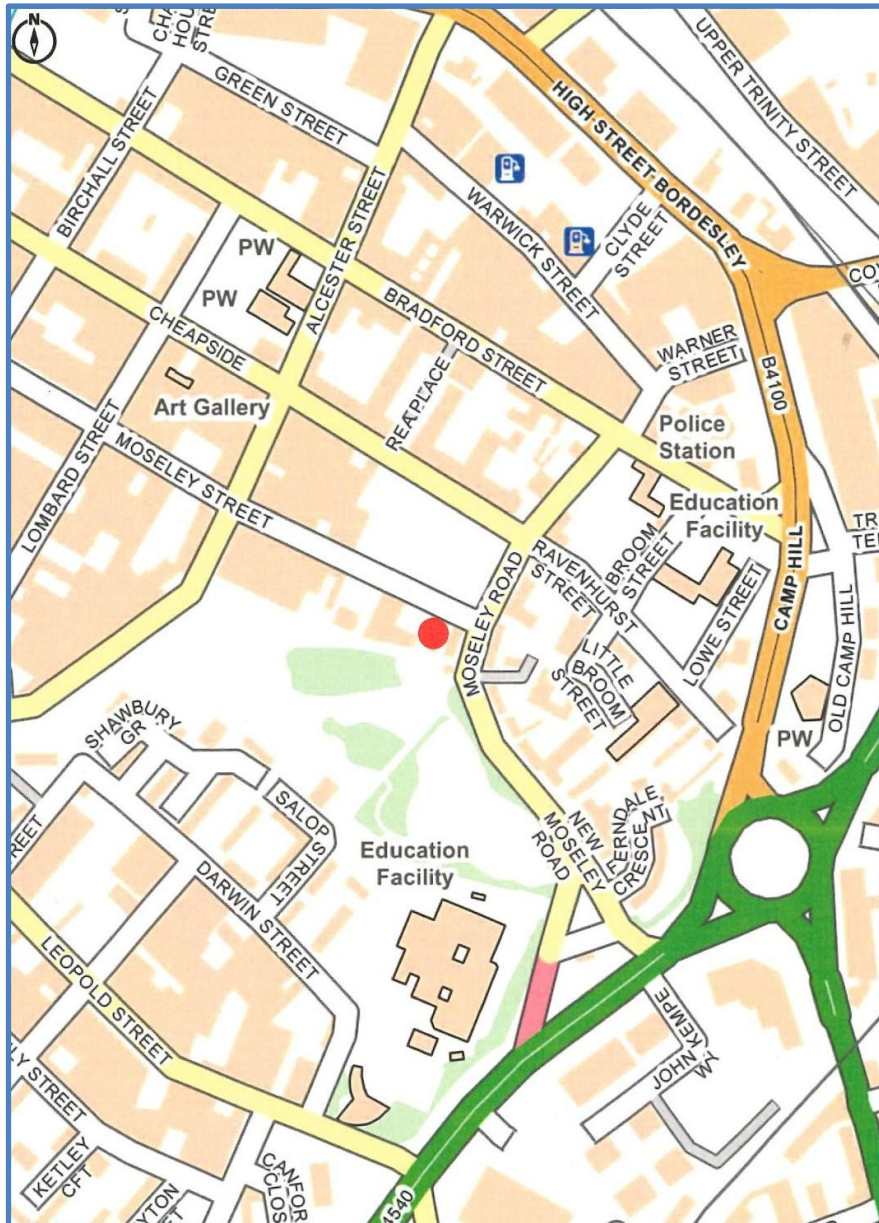 N
GREEN STREET
UPPER TRINITY STREET
HIGH STREET BORDESLEY
BIRCHALL STREET
ALCESTER STREET
WARWICK STREET
CLYDE
STREET
PW
PW
CHEAPSIDE
BRADFORD STREET
WARNER
STREET
B4100
REA PLACE
Art Gallery
LOMBARD STREET
MOSELEY STREET
Police
Station
Education
Facility
RAVENHURST
STREET
BROOM
STREET
CAMP HILL
MOSELEY ROAD
LOWE STREET
OLD CAMP HILL
LITTLE
BROOM
STREET
PW
SHAWBURY
GR
SALOP
STREET
NEW
MOSELEY
ROAD
FERNDALE
CRESCENT
Education
Facility
DARWIN STREET
LEOPOLD STREET
JOHN KEMPE
WY
STREET
KETLEY
CFT
4540